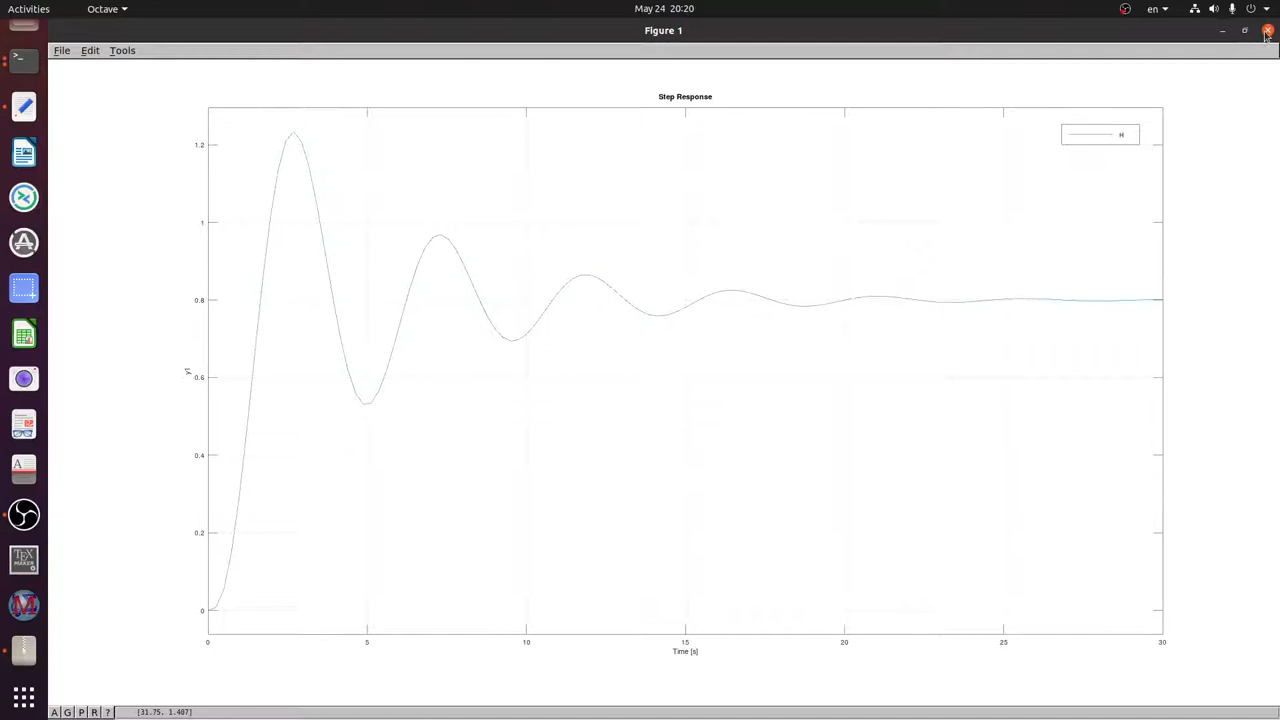 Activities Octave May 24 20:20 en
Figure 1
File Edit Tools
Step Response
H
1.2
1
0.8
0.6
0.4
0.2
0
y1
0 5 10 15 20 25 30
Time [s]
A G P R ? [31.75, 1.407]
TEX
MAKER